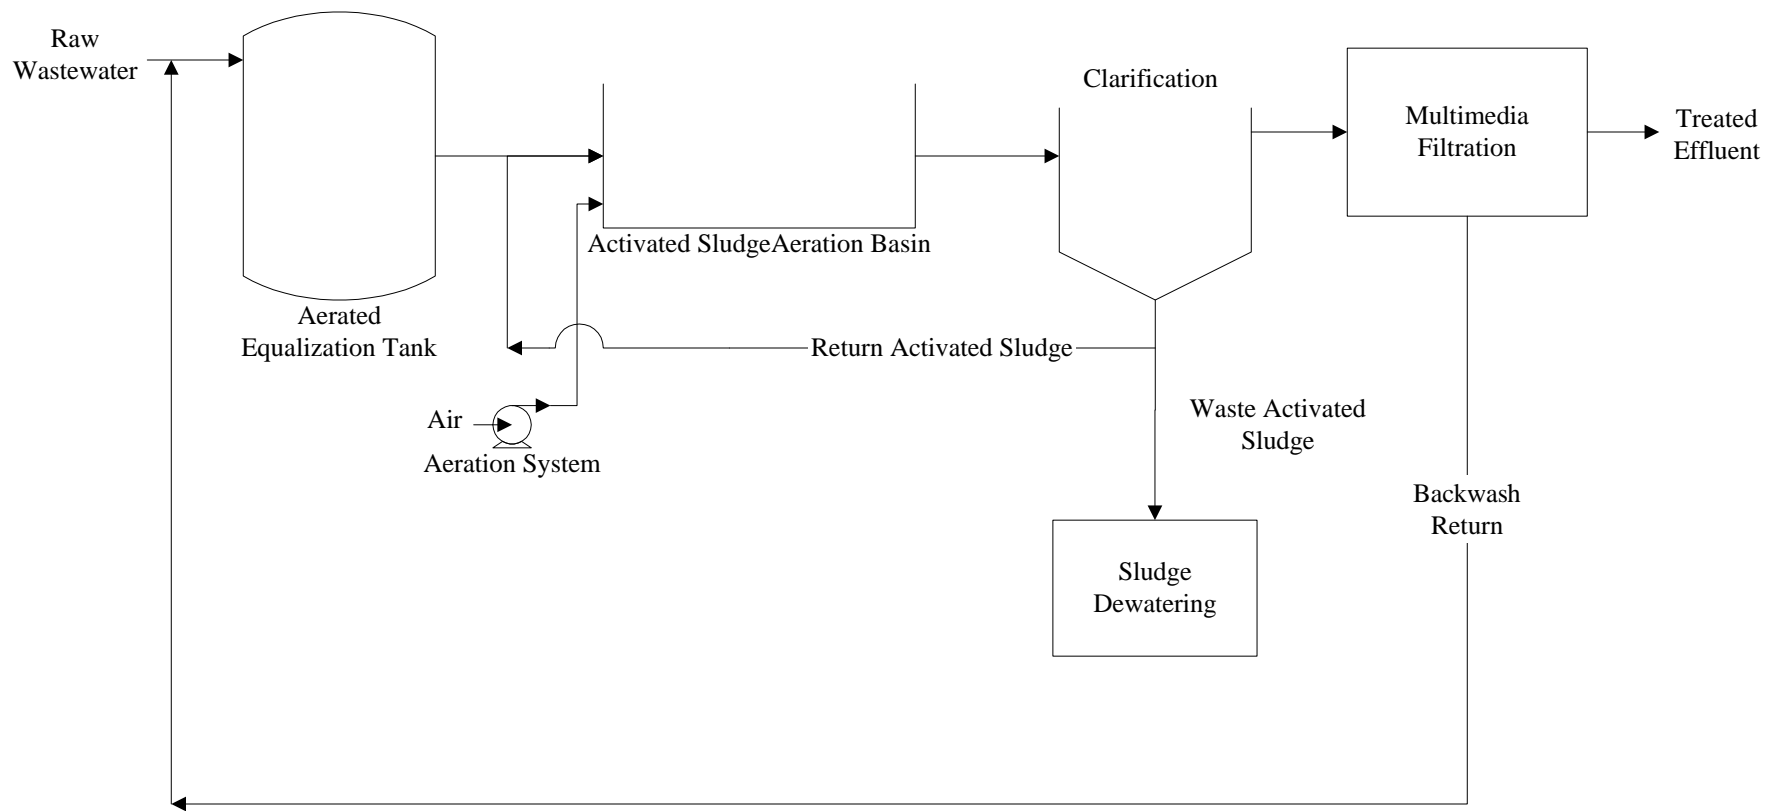 Raw
Wastewater
Aerated
Equalization Tank
Activated SludgeAeration Basin
Clarification
Multimedia
Filtration
Treated
Effluent
Return Activated Sludge
Air
Aeration System
Waste Activated
Sludge
Sludge
Dewatering
Backwash
Return